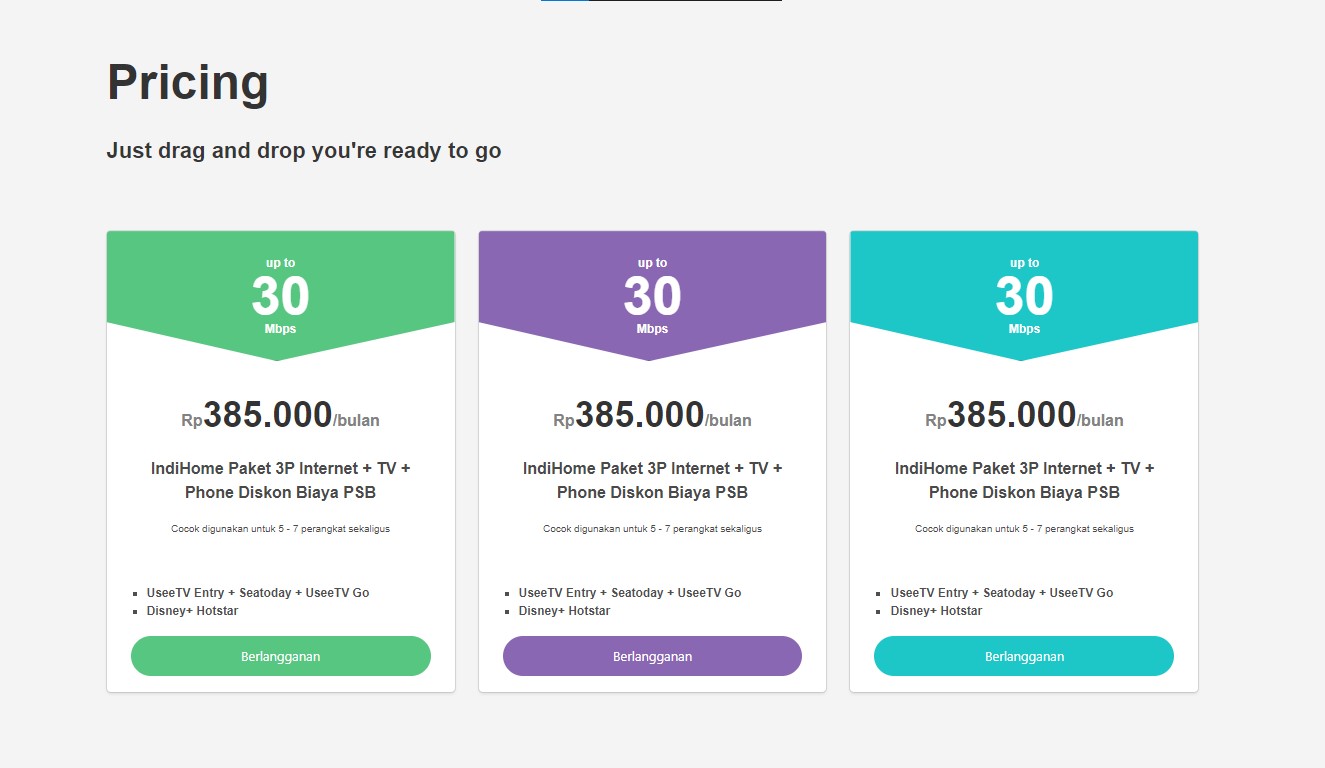 Pricing
Just drag and drop you're ready to go
up to
30
Mbps
Rp385.000/bulan
IndiHome Paket 3P Internet + TV +
Phone Diskon Biaya PSB
Cocok digunakan untuk 5 - 7 perangkat sekaligus
UseeTV Entry + Seatoday + UseeTV Go
Disney+ Hotstar
Berlangganan
up to
30
Mbps
Rp385.000/bulan
IndiHome Paket 3P Internet + TV +
Phone Diskon Biaya PSB
Cocok digunakan untuk 5 - 7 perangkat sekaligus
UseeTV Entry + Seatoday + UseeTV Go
Disney+ Hotstar
Berlangganan
up to
30
Mbps
Rp385.000/bulan
IndiHome Paket 3P Internet + TV +
Phone Diskon Biaya PSB
Cocok digunakan untuk 5 - 7 perangkat sekaligus
UseeTV Entry + Seatoday + UseeTV Go
Disney+ Hotstar
Berlangganan